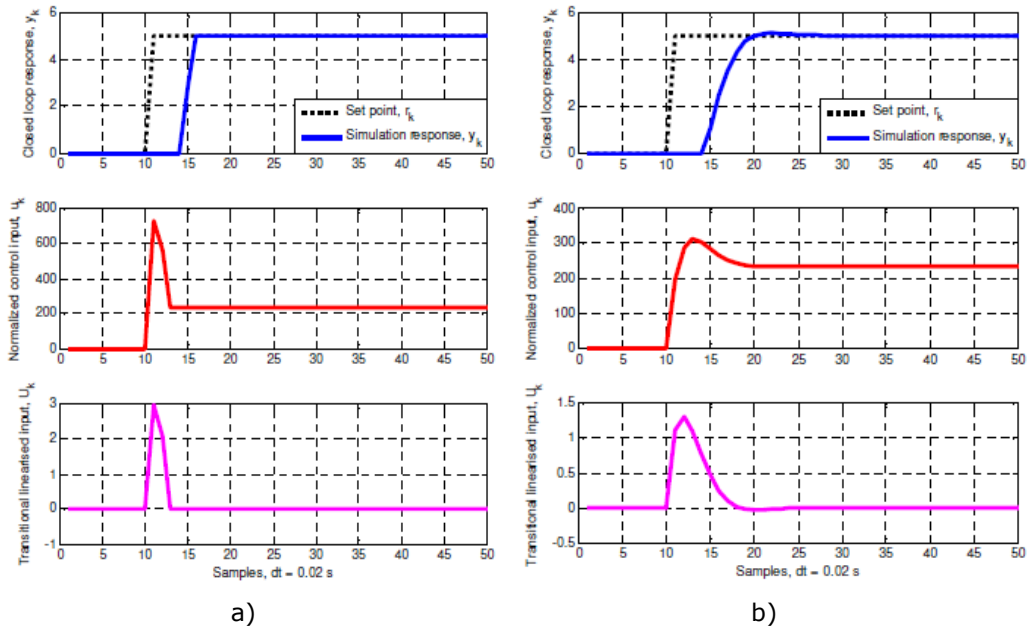 Closed loop response, y_k
6
4
2
0
0 5 10 15 20 25 30 35 40 45 50
Set point, r_k
Simulation response, y_k
Normalized control input, u_k
800
600
400
200
0
0 5 10 15 20 25 30 35 40 45 50
Transitional linearised input, U_k
3
2
1
0
-1
0 5 10 15 20 25 30 35 40 45 50
Samples, dt = 0.02 s
a)
Closed loop response, y_k
6
4
2
0
0 5 10 15 20 25 30 35 40 45 50
Set point, r_k
Simulation response, y_k
Normalized control input, u_k
400
300
200
100
0
0 5 10 15 20 25 30 35 40 45 50
Transitional linearised input, U_k
1.5
1
0.5
0
-0.5
0 5 10 15 20 25 30 35 40 45 50
Samples, dt = 0.02 s
b)